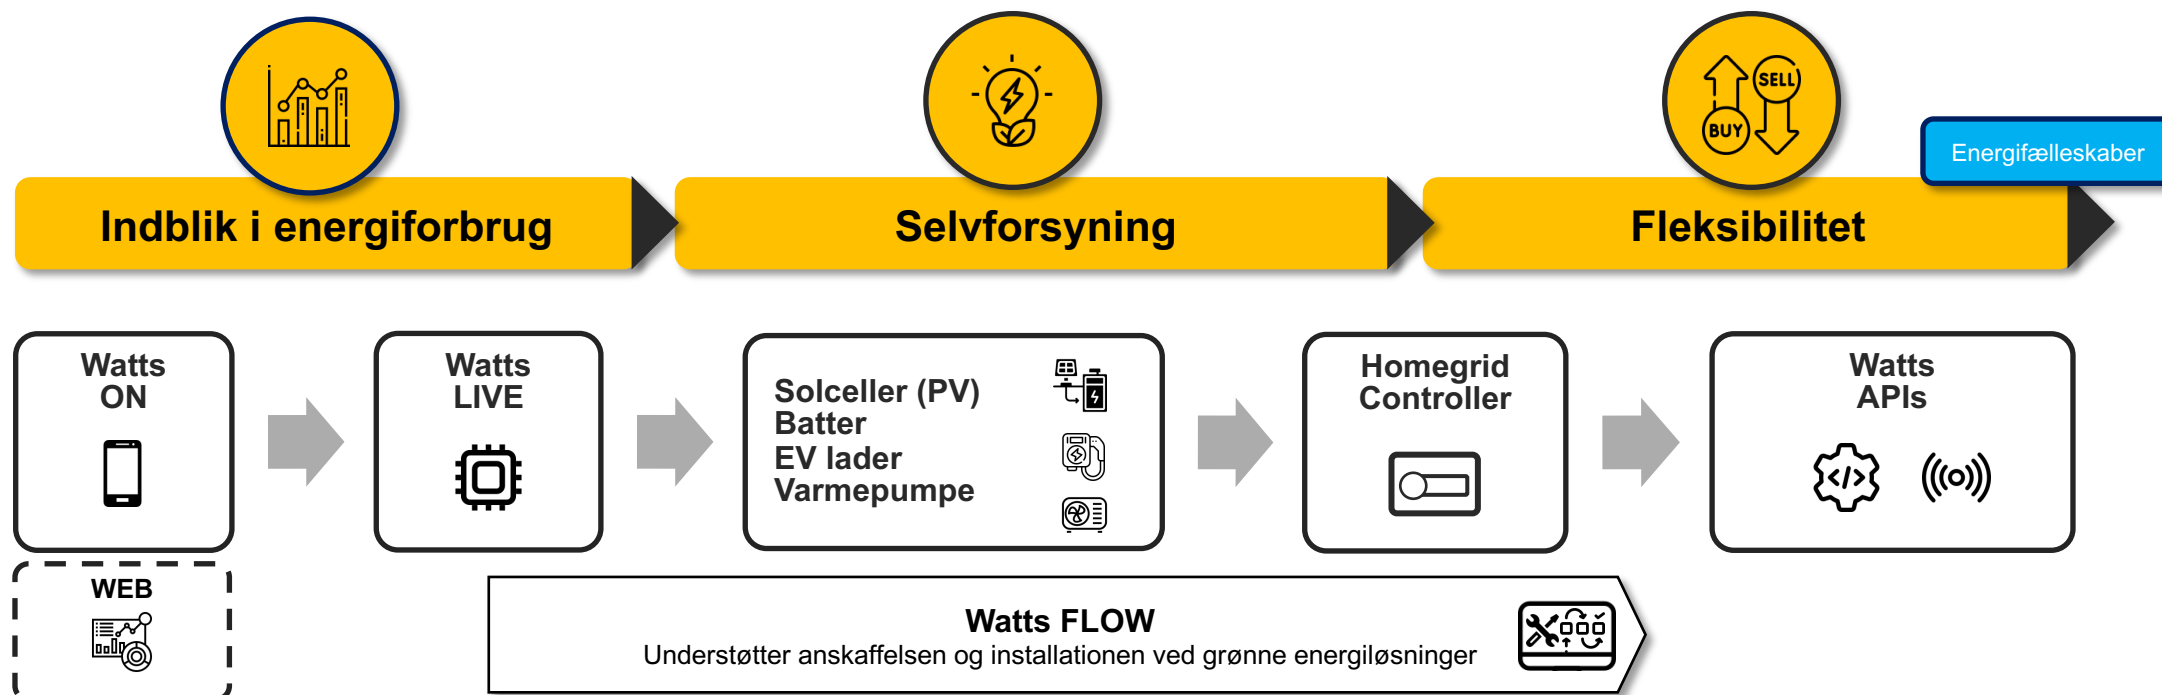 SELL
BUY
Energifælleskaber
Indblik i energiforbrug
Selvforsyning
Fleksibilitet
Watts
ON
Watts
LIVE
Solceller (PV)
Batter
EV lader
Varmepumpe
Homegrid
Controller
Watts
APIs
</>
WEB
Watts FLOW
Understøtter anskaffelsen og installationen ved grønne energiløsninger